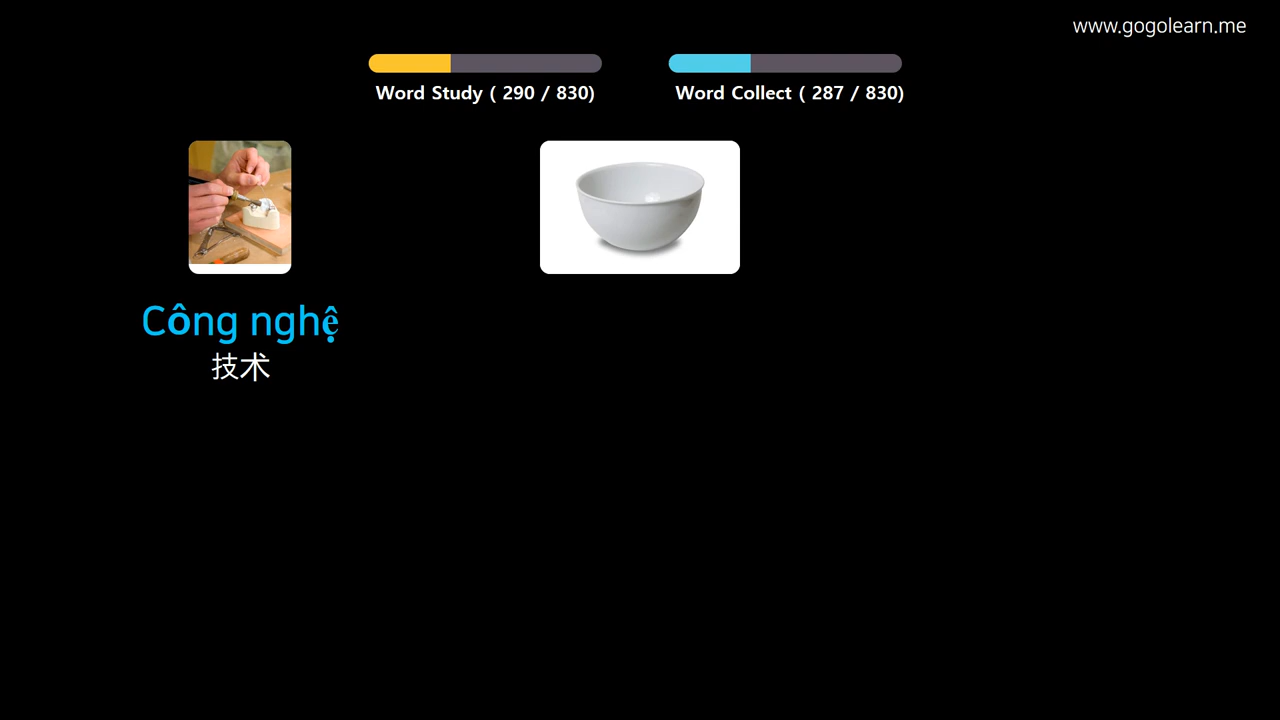 www.gogolearn.me
Word Study ( 290 / 830)
Word Collect ( 287 / 830)
Công nghệ
技术